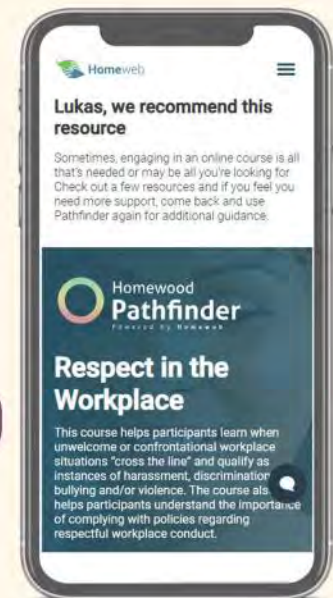 Homeweb
Lukas, we recommend this
resource
Sometimes, engaging in an online course is all
that's needed or may be all you're looking for.
Check out a few resources and if you feel you
need more support, come back and use
Pathfinder again for additional guidance.
Homewood
Pathfinder
Powered by Homeweb
Respect in the
Workplace
This course helps participants learn when
unwelcome or confrontational workplace
situations "cross the line" and qualify as
instances of harassment, discrimination
bullying and/or violence. The course als
helps participants understand the importance
of complying with policies regarding
respectful workplace conduct.